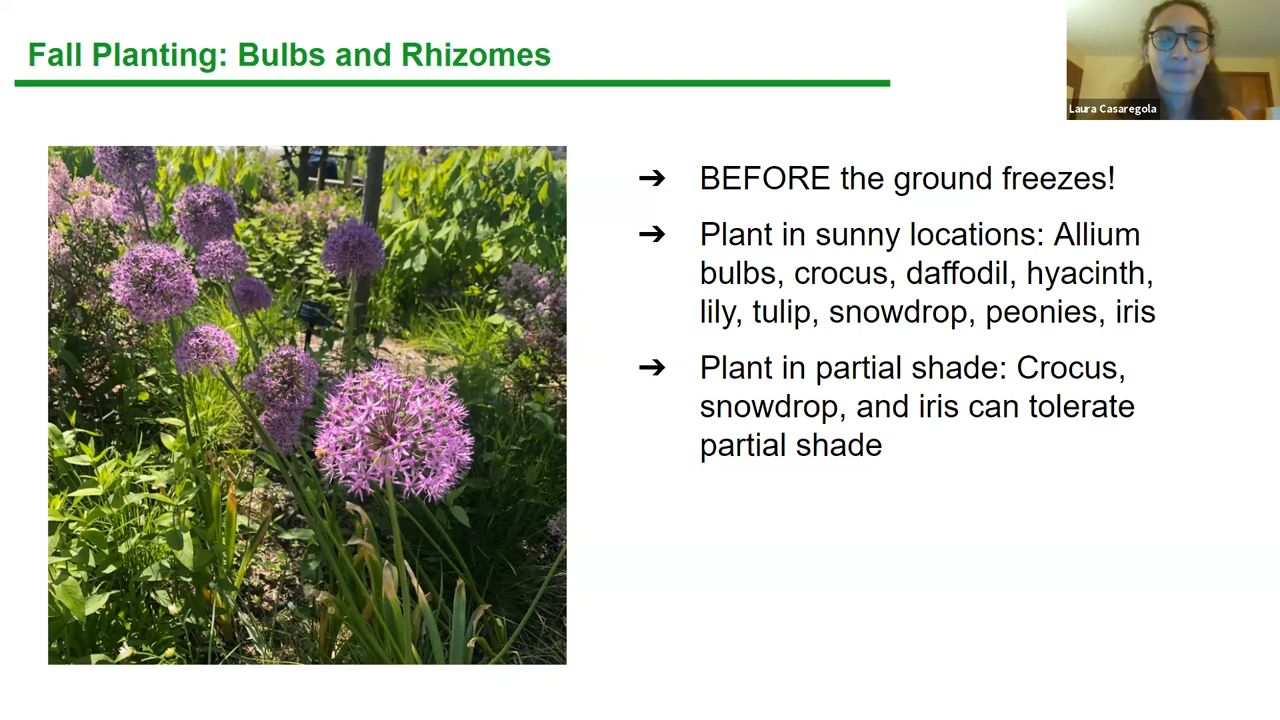 Fall Planting: Bulbs and Rhizomes
Laura Casaregola
➔ BEFORE the ground freezes!
➔ Plant in sunny locations: Allium
bulbs, crocus, daffodil, hyacinth,
lily, tulip, snowdrop, peonies, iris
➔ Plant in partial shade: Crocus,
snowdrop, and iris can tolerate
partial shade